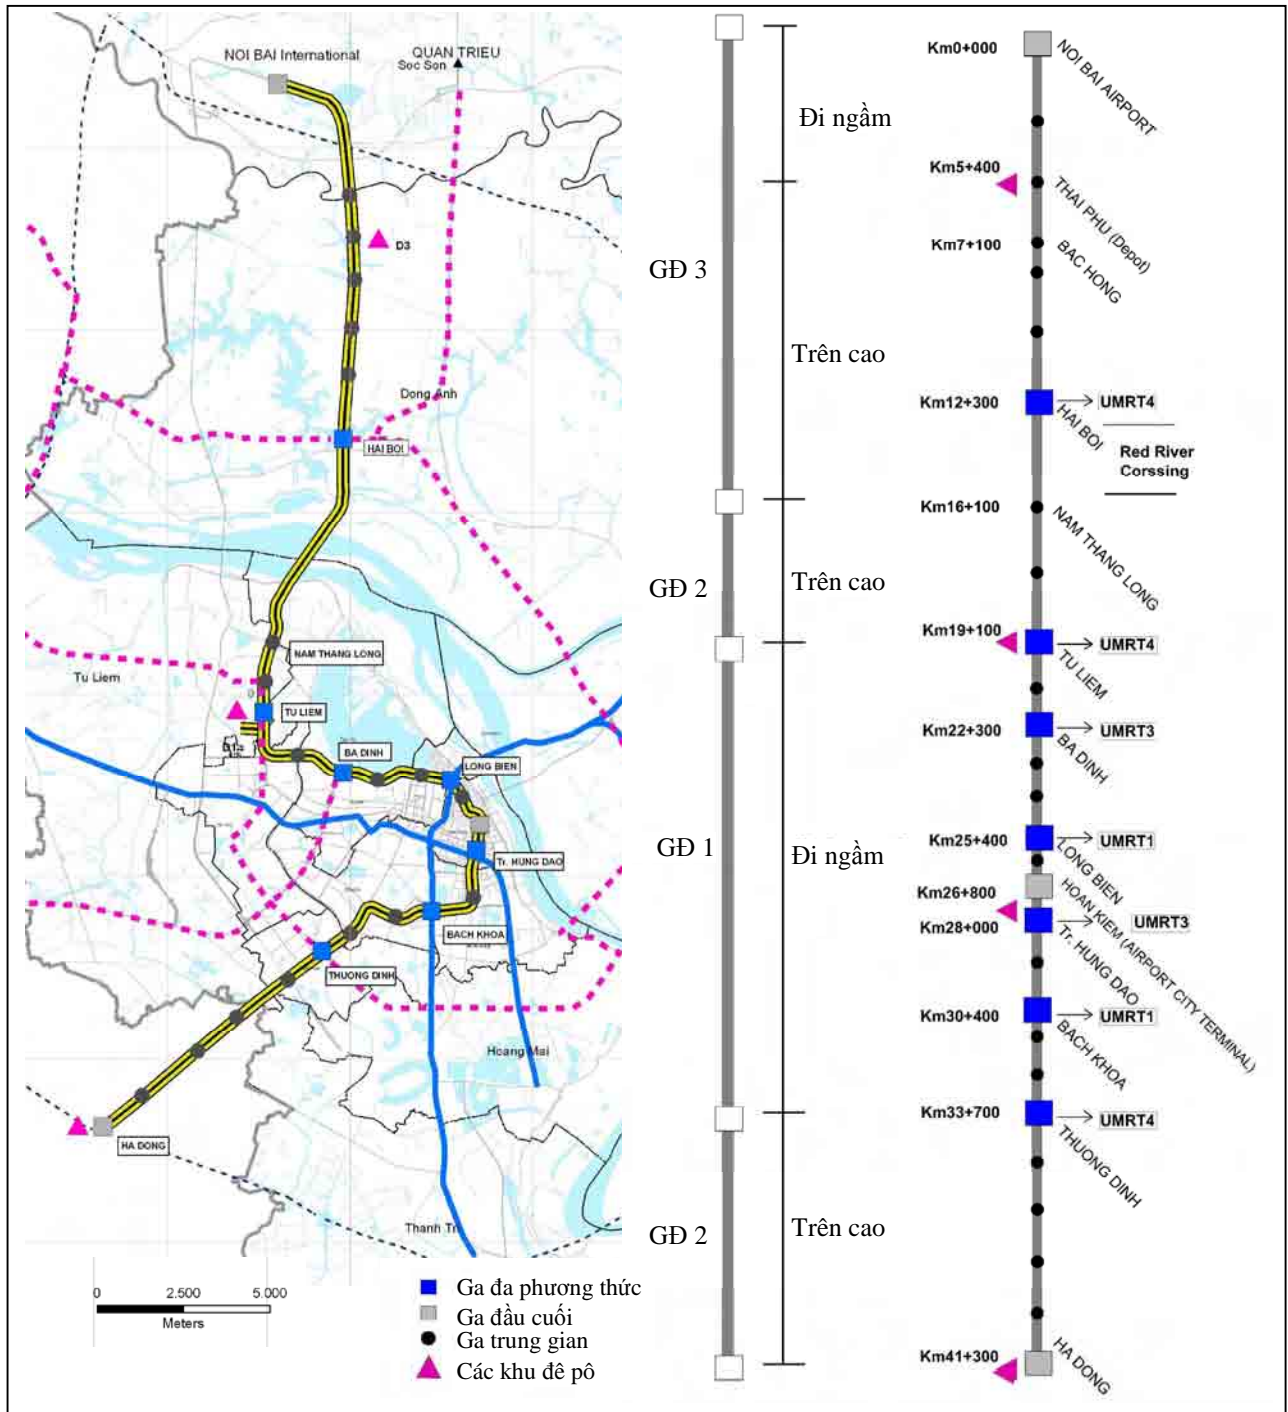 NOI BAI International
QUAN TRIEU
Soc Son
D3
Dong Anh
HAI BOI
NAM THANG LONG
Tu Liem
TU LIEM
BA DINH
LONG BIEN
Tr. HUNG DAO
BACH KHOA
THUONG DINH
Hoang Mai
HA DONG
Thanh Tri
0 2.500 5.000
Meters
Ga đa phương thức
Ga đầu cuối
Ga trung gian
Các khu đê pô
GĐ 3
GĐ 2
GĐ 1
GĐ 2
Đi ngầm
Trên cao
Trên cao
Đi ngầm
Trên cao
Km0+000
NOI BAI AIRPORT
Km5+400
THAI PHU (Depot)
Km7+100
BAC HONG
Km12+300
UMRT4
HAI BOI
Red River
Corssing
Km16+100
NAM THANG LONG
Km19+100
UMRT4
TU LIEM
Km22+300
UMRT3
BA DINH
Km25+400
UMRT1
LONG BIEN
Km26+800
HOAN KIEM (AIRPORT CITY TERMINAL)
Km28+000
UMRT3
Tr. HUNG DAO
Km30+400
UMRT1
BACH KHOA
Km33+700
UMRT4
THUONG DINH
Km41+300
HA DONG